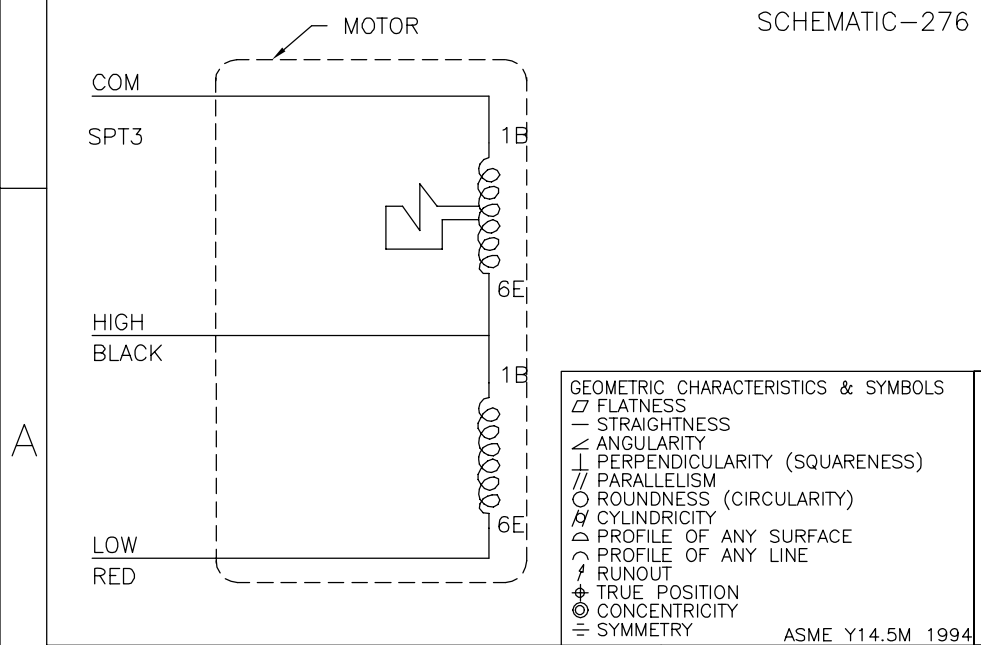 SCHEMATIC-276
MOTOR
COM
SPT3
1B
6E
HIGH
BLACK
1B
6E
LOW
RED
A
GEOMETRIC CHARACTERISTICS & SYMBOLS
FLATNESS
STRAIGHTNESS
ANGULARITY
PERPENDICULARITY (SQUARENESS)
PARALLELISM
ROUNDNESS (CIRCULARITY)
CYLINDRICITY
PROFILE OF ANY SURFACE
PROFILE OF ANY LINE
RUNOUT
TRUE POSITION
CONCENTRICITY
SYMMETRY
ASME Y14.5M 1994